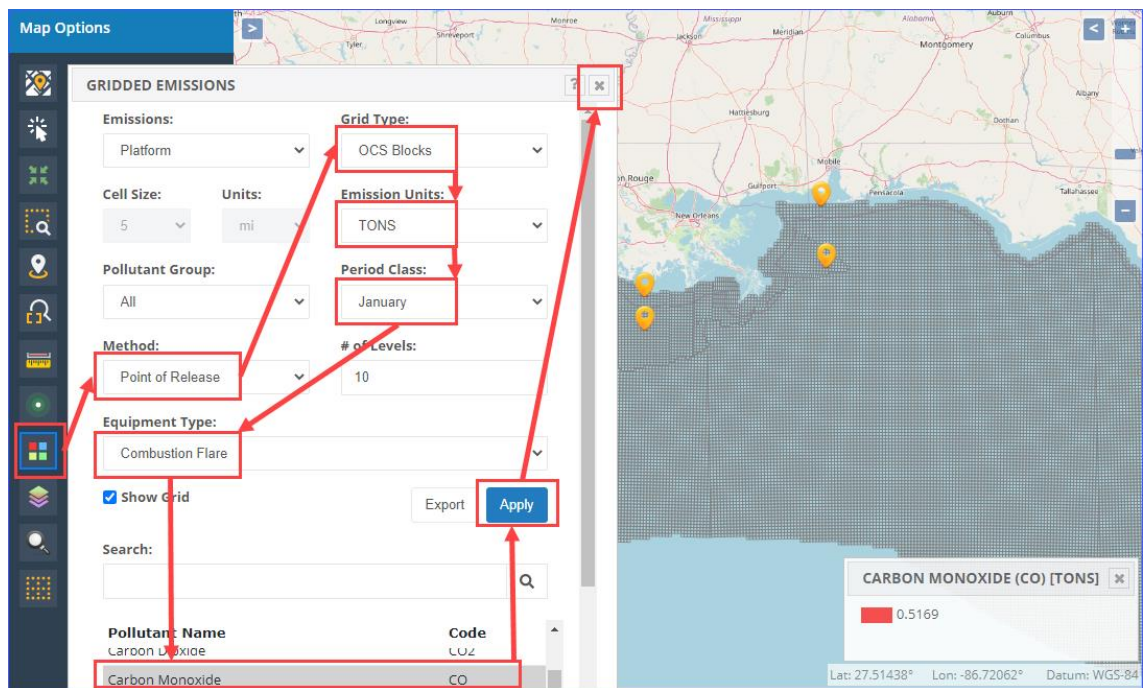 Map Options
GRIDDED EMISSIONS
?
Emissions:
Grid Type:
Platform
OCS Blocks
Cell Size:
Units:
Emission Units:
5
mi
TONS
Pollutant Group:
Period Class:
All
January
Method:
# of Levels:
Point of Release
10
Equipment Type:
Combustion Flare
Show Grid
Export
Apply
Search:
Pollutant Name
Code
Carbon Dioxide
CO2
Carbon Monoxide
CO
Longview
Monroe
Mississippi
Alabama
Auburn
Tyler
Shreveport
Jackson
Meridian
Montgomery
Columbus
Albany
Hattiesburg
Dothan
Mobile
on Rouge
Gulfport
Pensacola
Tallahassee
New Orleans
CARBON MONOXIDE (CO) [TONS]
0.5169
Lat: 27.51438° Lon: -86.72062° Datum: WGS-84